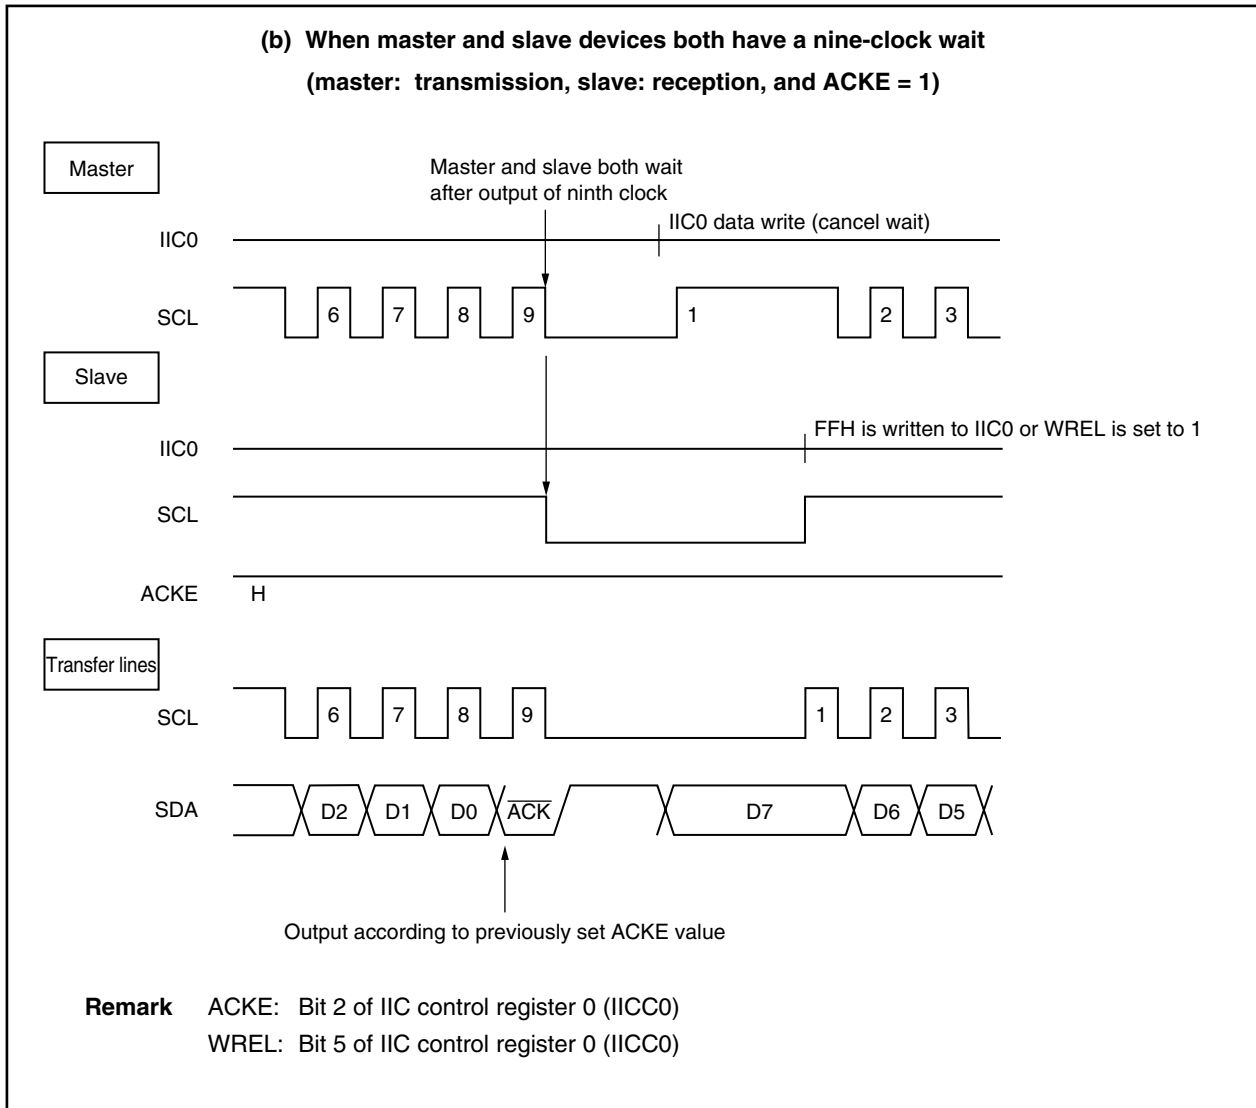 (b) When master and slave devices both have a nine-clock wait
(master: transmission, slave: reception, and ACKE = 1)
Master
Master and slave both wait
after output of ninth clock
IIC0 data write (cancel wait)
IIC0
SCL
6 7 8 9 1 2 3
Slave
FFH is written to IIC0 or WREL is set to 1
IIC0
SCL
ACKE H
Transfer lines
SCL
6 7 8 9 1 2 3
SDA
D2 D1 D0 ACK D7 D6 D5
Output according to previously set ACKE value
Remark ACKE: Bit 2 of IIC control register 0 (IICC0)
WREL: Bit 5 of IIC control register 0 (IICC0)